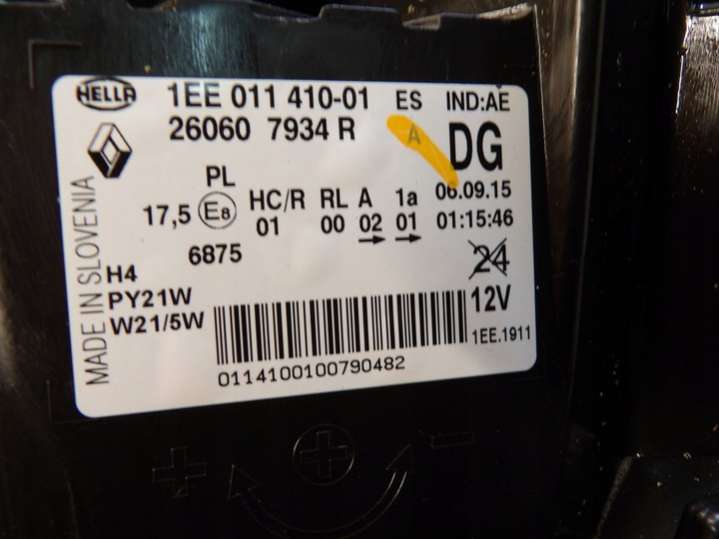 HELLA 1EE 011 410-01 ES IND:AE
26060 7934 R A DG
PL HC/R RL A 1a 06.09.15
17,5 E8 01 00 02 01 01:15:46
6875 24
H4 12V
PY21W
W21/5W 1EE.1911
0114100100790482
MADE IN SLOVENIA